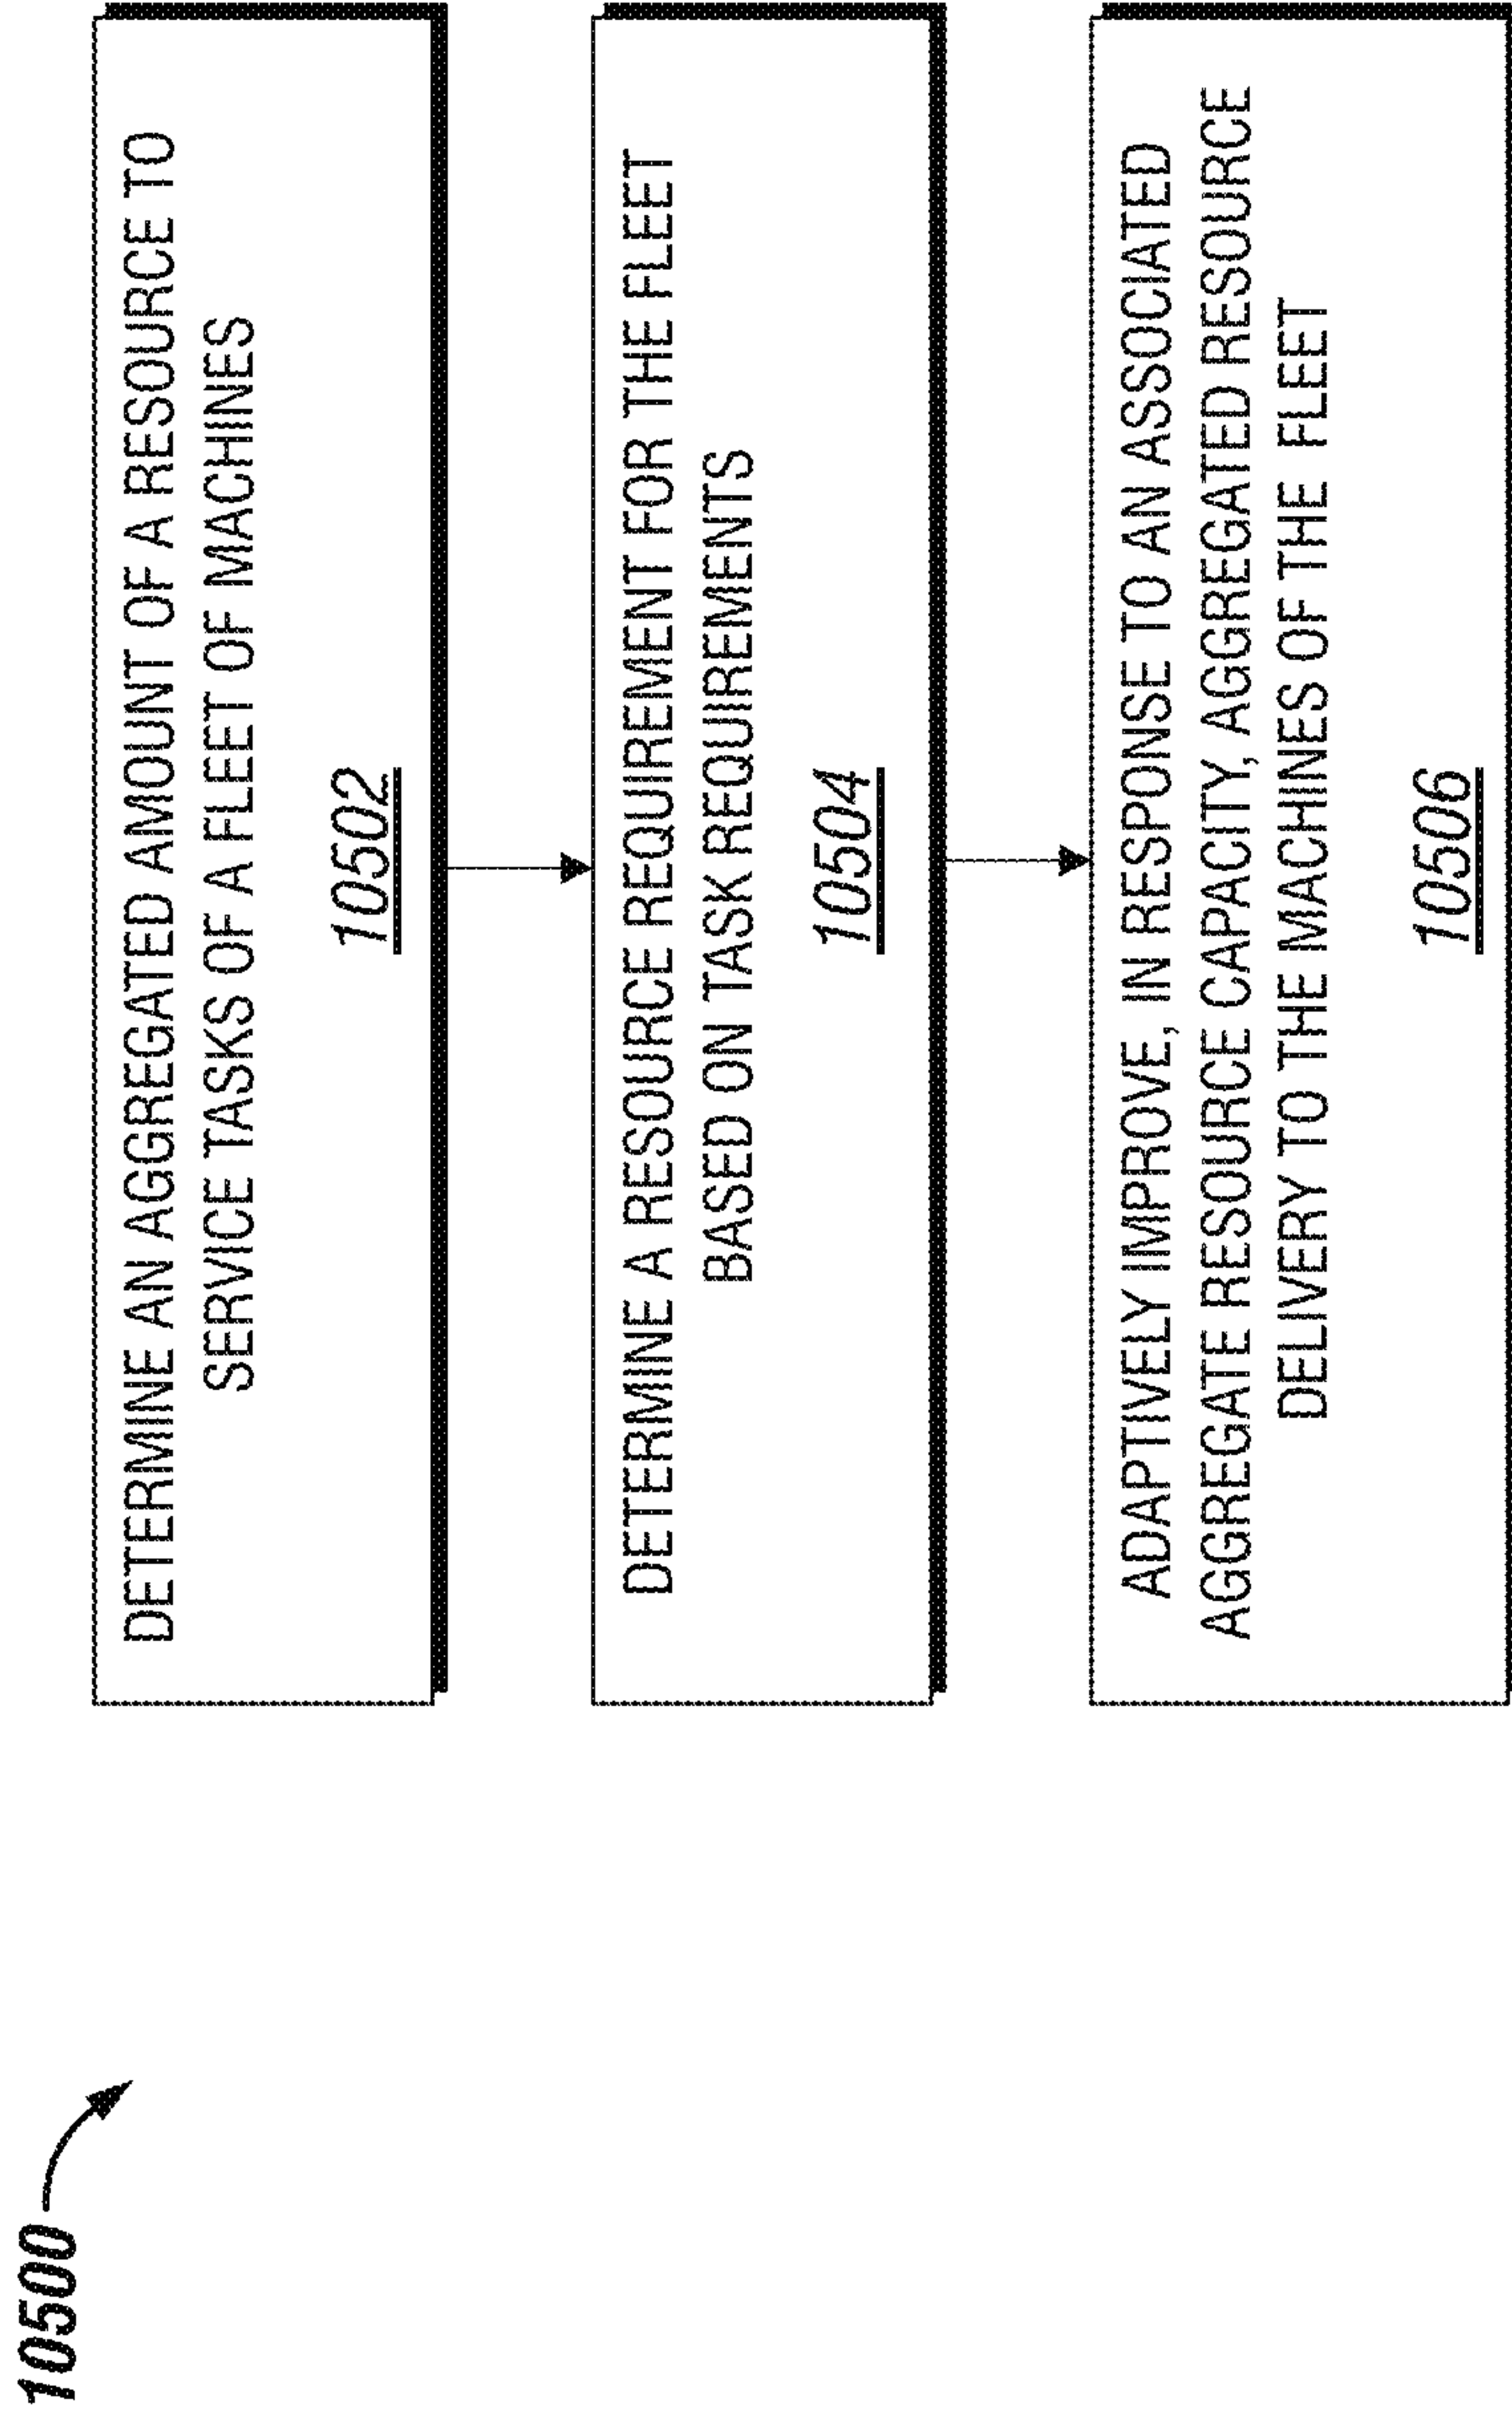 10500
DETERMINE AN AGGREGATED AMOUNT OF A RESOURCE TO
SERVICE TASKS OF A FLEET OF MACHINES
10502
DETERMINE A RESOURCE REQUIREMENT FOR THE FLEET
BASED ON TASK REQUIREMENTS
10504
ADAPTIVELY IMPROVE, IN RESPONSE TO AN ASSOCIATED
AGGREGATE RESOURCE CAPACITY, AGGREGATED RESOURCE
DELIVERY TO THE MACHINES OF THE FLEET
10506